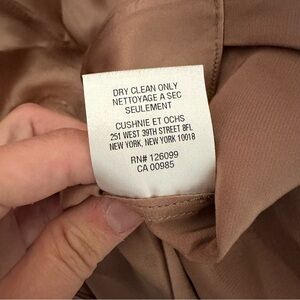 DRY CLEAN ONLY
NETTOYAGE A SEC
SEULEMENT
CUSHNIE ET OCHS
251 WEST 39TH STREET 8FL
NEW YORK, NEW YORK 10018
RN# 126099
CA 00985